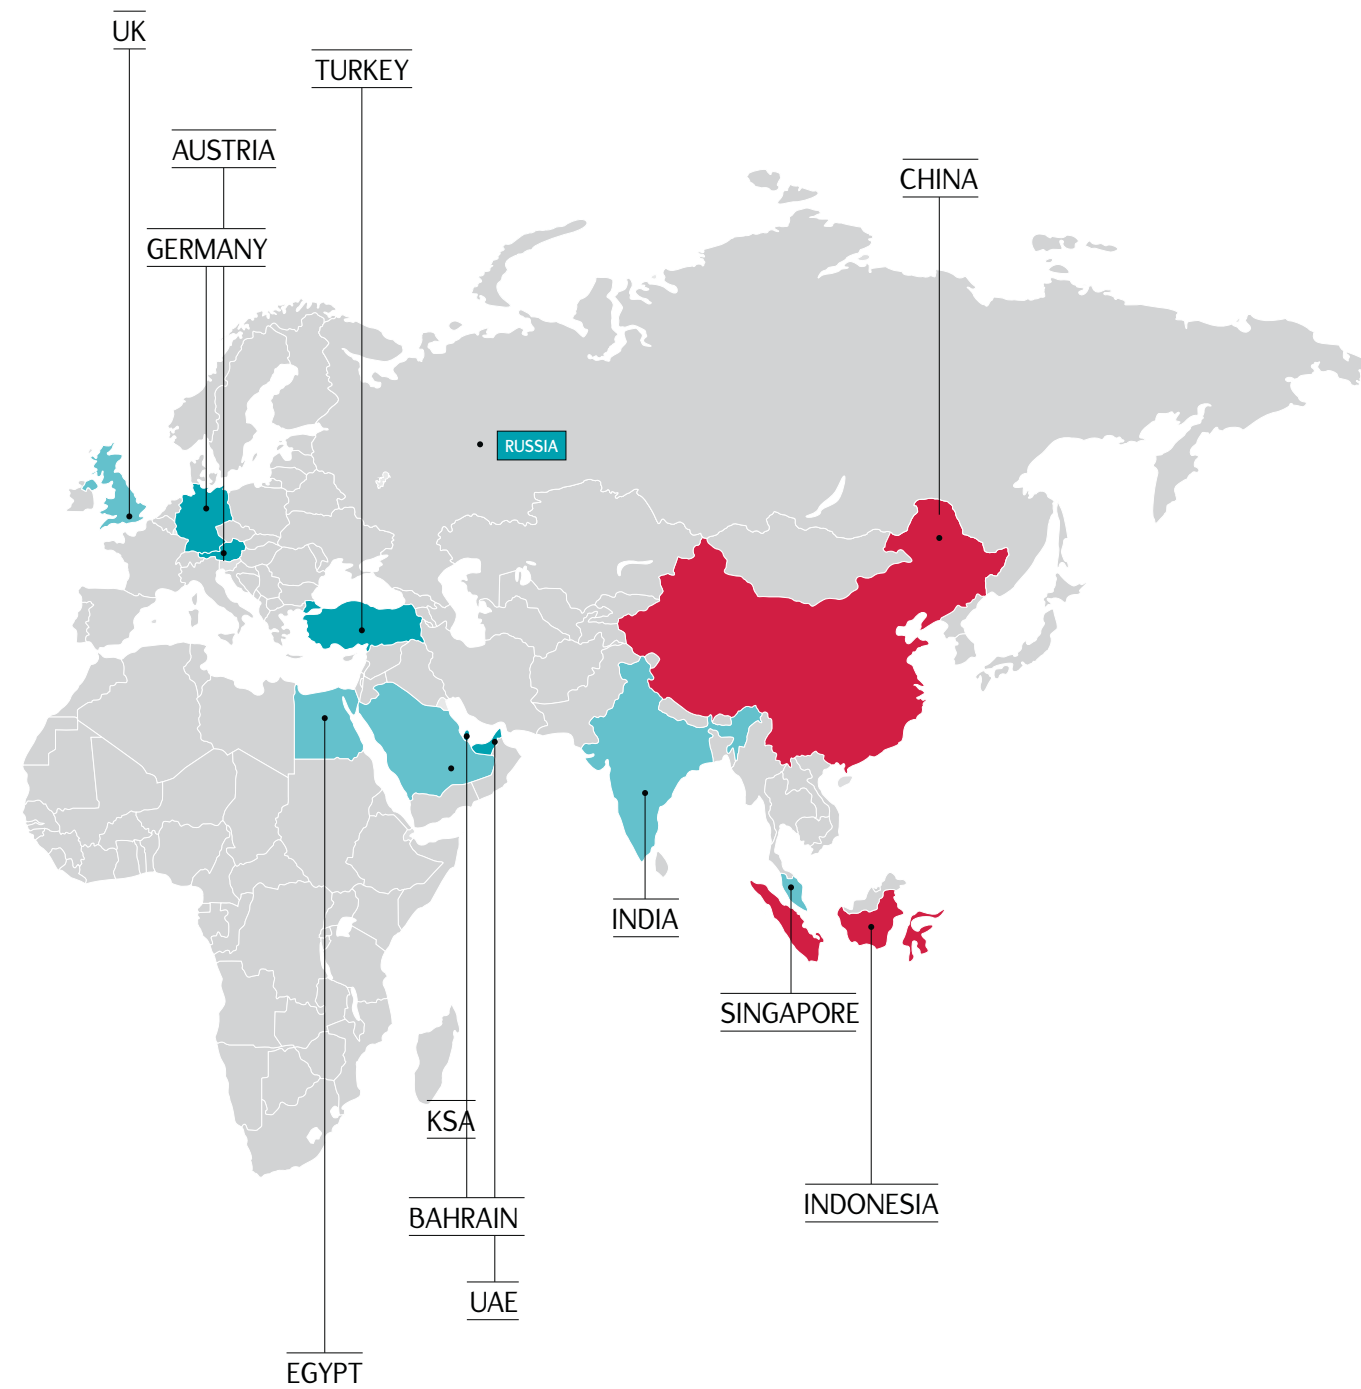 UK
TURKEY
AUSTRIA
CHINA
GERMANY
RUSSIA
INDIA
SINGAPORE
KSA
INDONESIA
BAHRAIN
UAE
EGYPT